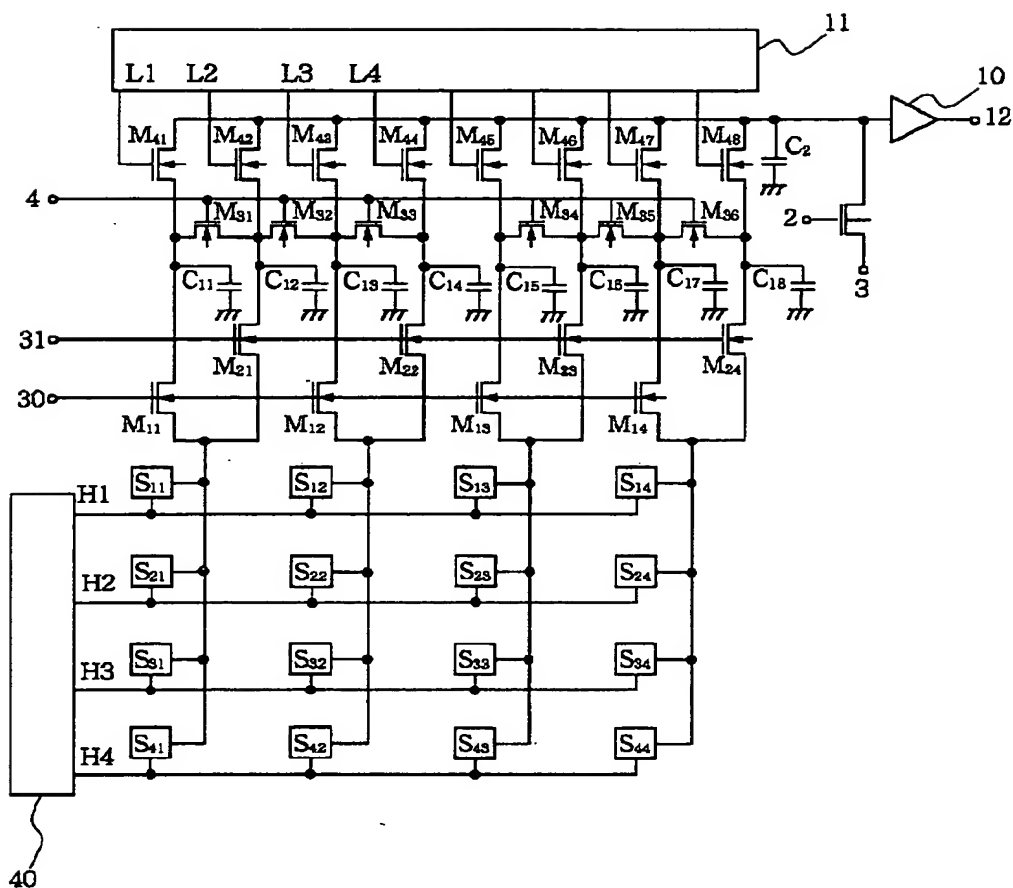 11
L1 L2 L3 L4
10
12
M41 M42 M43 M44 M45 M46 M47 M48
C2
4
M31 M32 M33 M34 M35 M36
2
3
C11 C12 C13 C14 C15 C16 C17 C18
31
M21 M22 M23 M24
30
M11 M12 M13 M14
S11 S12 S13 S14
H1
S21 S22 S23 S24
H2
S31 S32 S33 S34
H3
S41 S42 S43 S44
H4
40